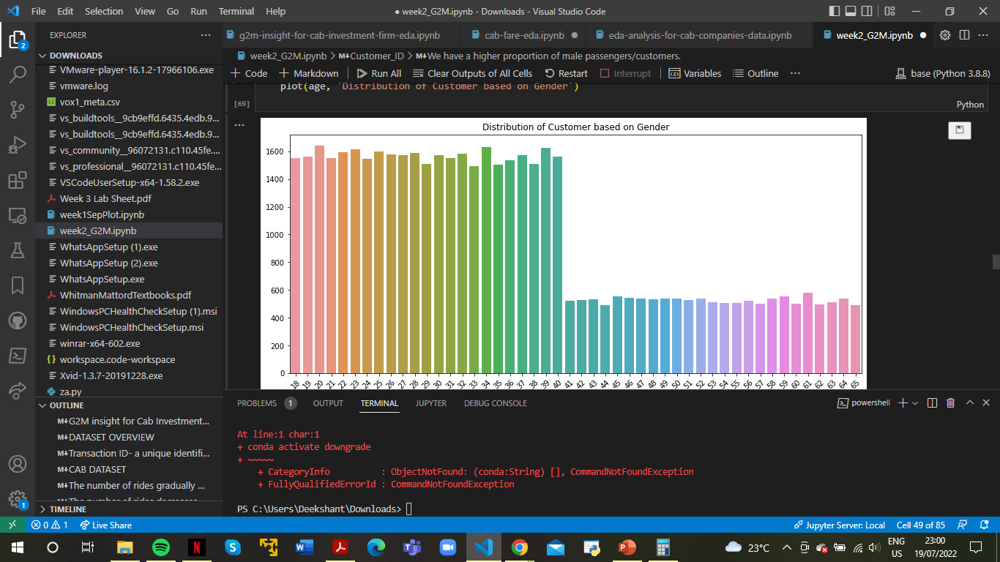 File Edit Selection View Go Run Terminal Help
● week2_G2M.ipynb - Downloads - Visual Studio Code
EXPLORER
2
DOWNLOADS
VMware-player-16.1.2-17966106.exe
vmware.log
vox1_meta.csv
vs_buildtools__9cb9effd.6435.4edb.9...
vs_buildtools__9cb9effd.6435.4edb.9...
vs_community__96072131.c110.45fe....
vs_professional__96072131.c110.45fe...
VSCodeUserSetup-x64-1.58.2.exe
Week 3 Lab Sheet.pdf
week1SepPlot.ipynb
week2_G2M.ipynb
WhatsAppSetup (1).exe
WhatsAppSetup (2).exe
WhatsAppSetup.exe
WhitmanMattordTextbooks.pdf
WindowsPCHealthCheckSetup (1).msi
WindowsPCHealthCheckSetup.msi
winrar-x64-602.exe
workspace.code-workspace
Xvid-1.3.7-20191228.exe
za.py
OUTLINE
M↓G2M insight for Cab Investment...
M↓DATASET OVERVIEW
M↓Transaction ID- a unique identifi...
M↓CAB DATASET
M↓The number of rides gradually ...
M↓The number of rides decreases
TIMELINE
1
g2m-insight-for-cab-investment-firm-eda.ipynb
cab-fare-eda.ipynb ●
eda-analysis-for-cab-companies-data.ipynb
week2_G2M.ipynb ●
week2_G2M.ipynb > M↓Customer_ID > M↓We have a higher proportion of male passengers/customers.
+ Code + Markdown Run All Clear Outputs of All Cells Restart Interrupt Variables Outline ... base (Python 3.8.8)
plot(age, 'Distribution of Customer based on Gender')
[69]
Python
Distribution of Customer based on Gender
1600
1400
1200
1000
800
600
400
200
0
18 19 20 21 22 23 24 25 26 27 28 29 30 31 32 33 34 35 36 37 38 39 40 41 42 43 44 45 46 47 48 49 50 51 52 53 54 55 56 57 58 59 60 61 62 63 64 65
PROBLEMS 1 OUTPUT TERMINAL JUPYTER DEBUG CONSOLE
powershell
At line:1 char:1
+ conda activate downgrade
+ ~~~~~
+ CategoryInfo : ObjectNotFound: (conda:String) [], CommandNotFoundException
+ FullyQualifiedErrorId : CommandNotFoundException
PS C:\Users\Deekshant\Downloads>
0 1 Live Share
Jupyter Server: Local Cell 49 of 85
23°C
ENG
US
23:00
19/07/2022